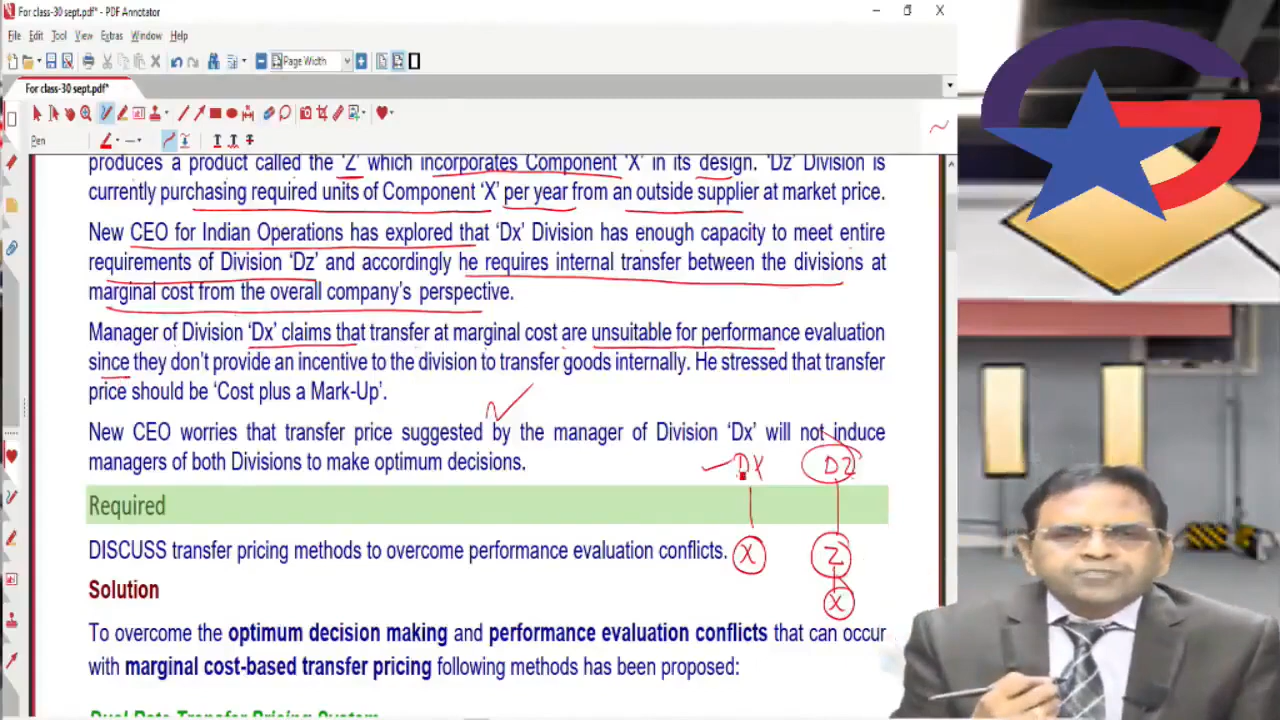 For class-30 sept.pdf* - PDF Annotator
File Edit Tool View Extras Window Help
Page Width
For class-30 sept.pdf*
Pen
produces a product called the 'Z' which incorporates Component 'X' in its design. 'Dz' Division is
currently purchasing required units of Component 'X' per year from an outside supplier at market price.
New CEO for Indian Operations has explored that 'Dx' Division has enough capacity to meet entire
requirements of Division 'Dz' and accordingly he requires internal transfer between the divisions at
marginal cost from the overall company's perspective.
Manager of Division 'Dx' claims that transfer at marginal cost are unsuitable for performance evaluation
since they don't provide an incentive to the division to transfer goods internally. He stressed that transfer
price should be 'Cost plus a Mark-Up'.
New CEO worries that transfer price suggested by the manager of Division 'Dx' will not induce
managers of both Divisions to make optimum decisions.
DX DZ
Required
DISCUSS transfer pricing methods to overcome performance evaluation conflicts.
X Z
Solution
X
To overcome the optimum decision making and performance evaluation conflicts that can occur
with marginal cost-based transfer pricing following methods has been proposed:
Dual Rate Transfer Pricing System